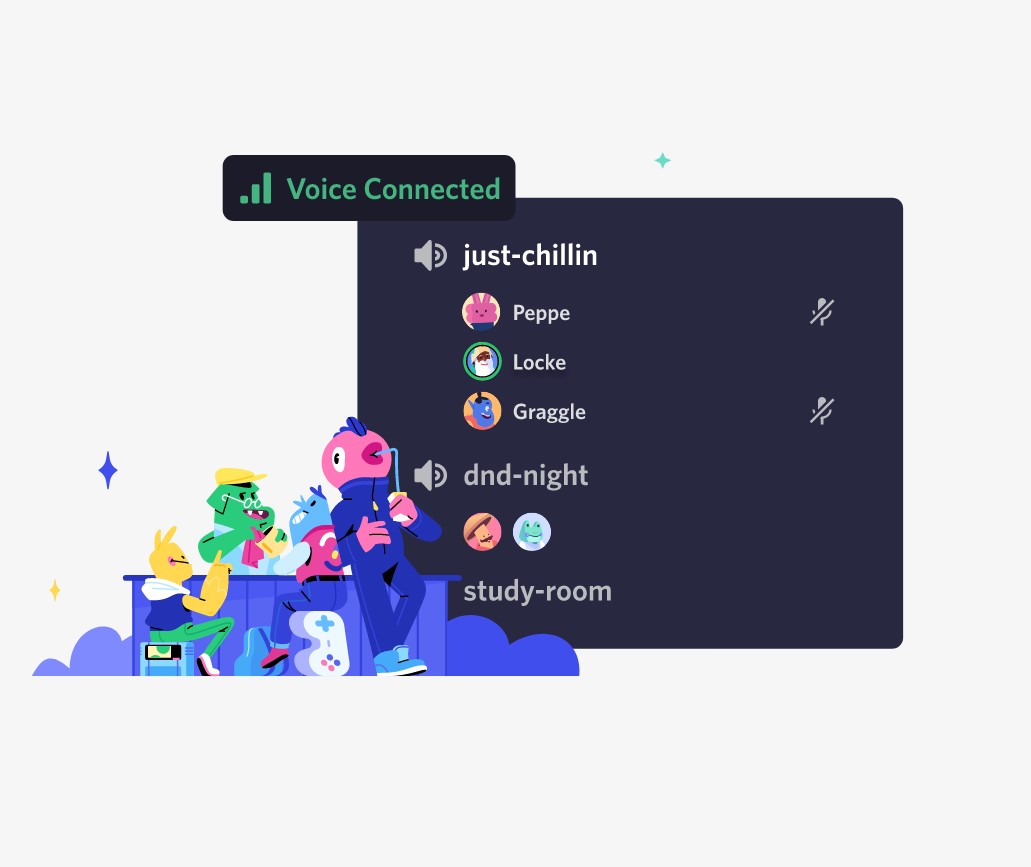 Voice Connected
just-chillin
Peppe
Locke
Graggle
dnd-night
study-room